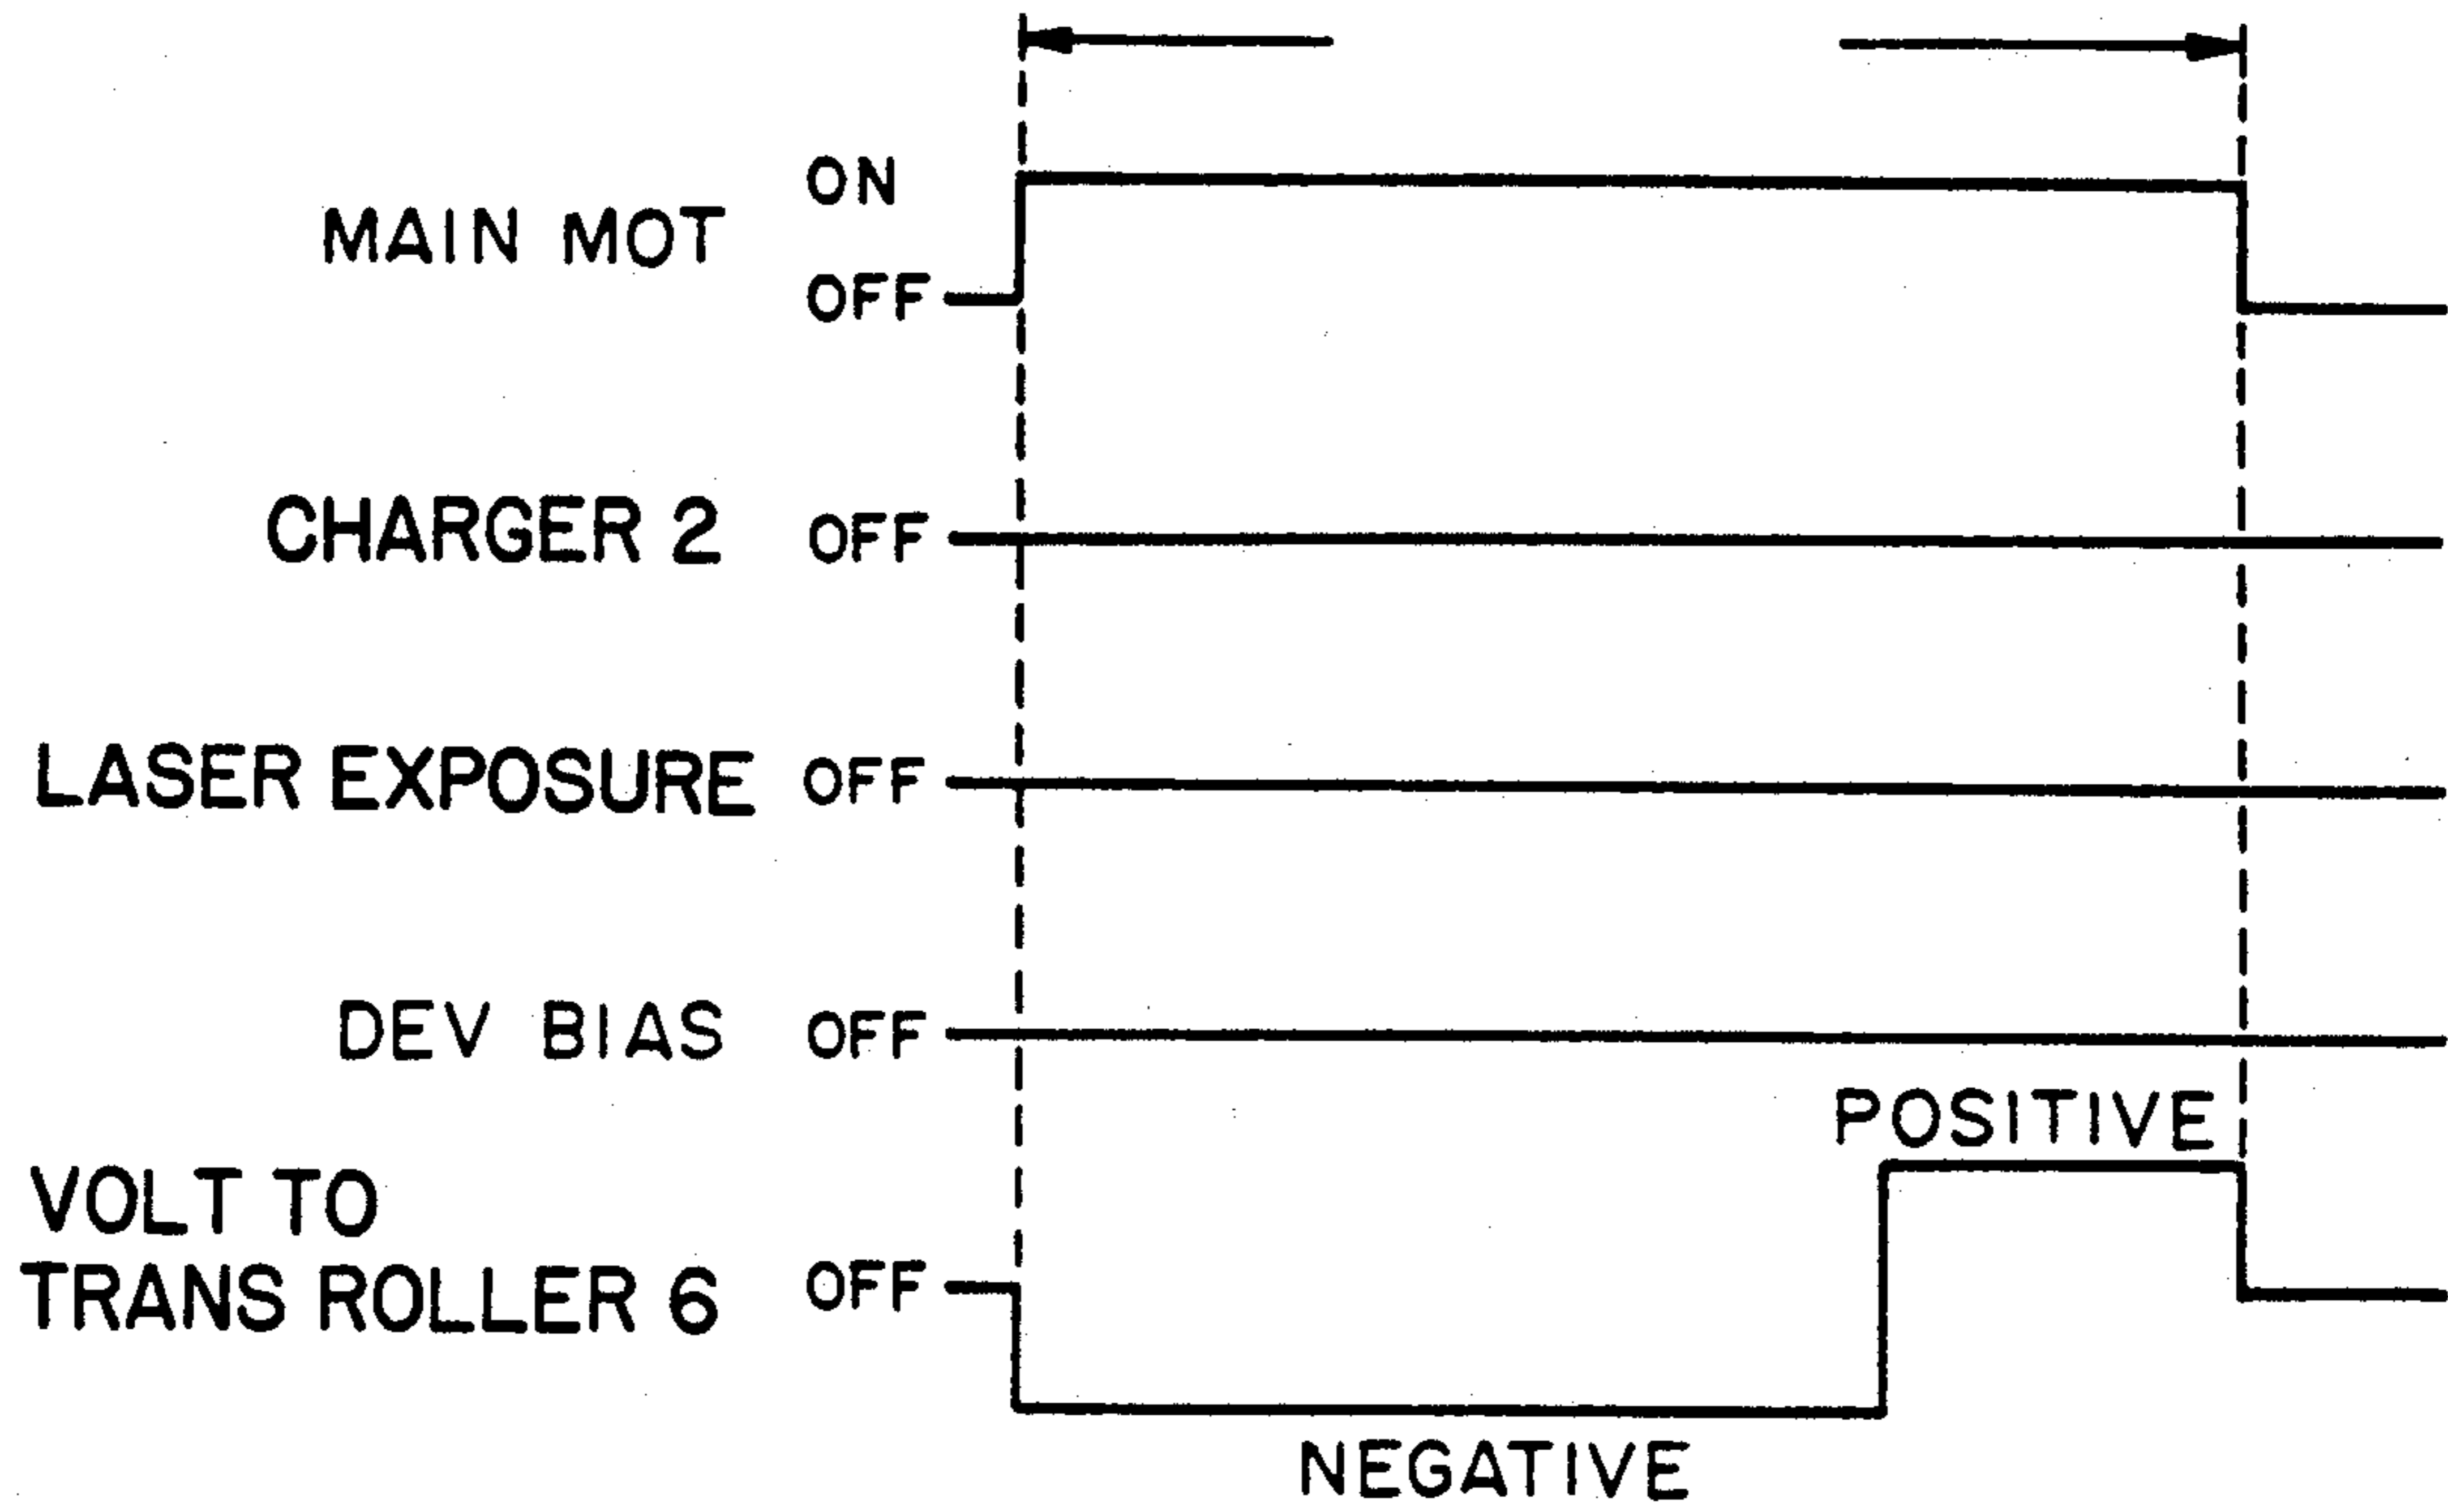 ON
MAIN MOT
OFF
CHARGER 2 OFF
LASER EXPOSURE OFF
DEV BIAS OFF
POSITIVE
VOLT TO
TRANS ROLLER 6 OFF
NEGATIVE